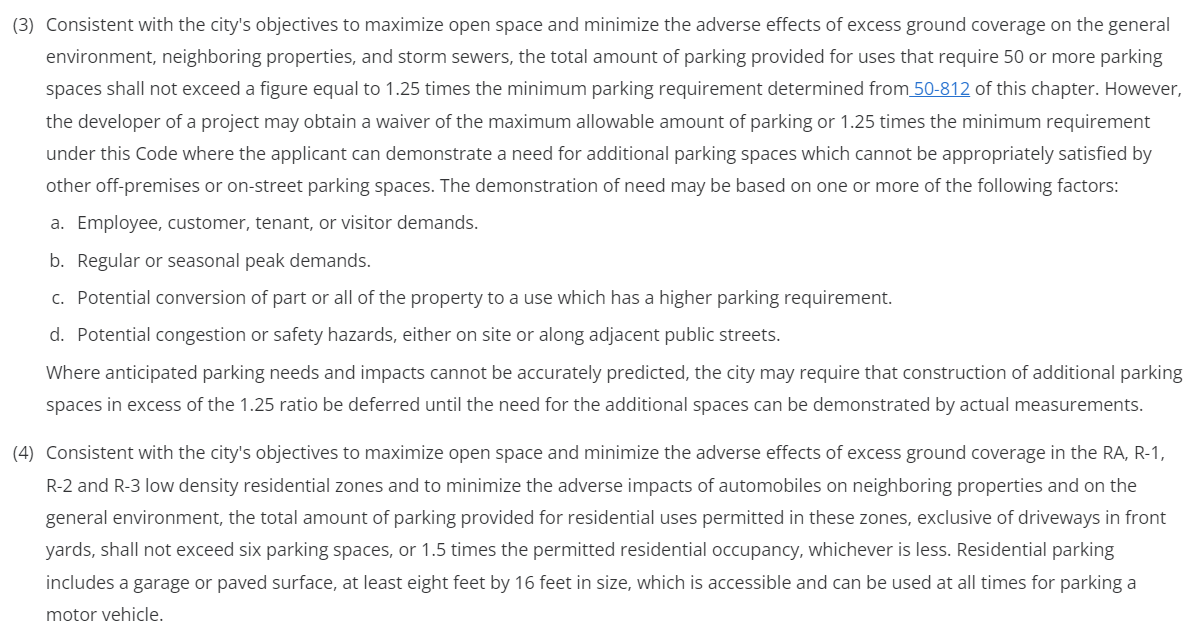 (3) Consistent with the city's objectives to maximize open space and minimize the adverse effects of excess ground coverage on the general
environment, neighboring properties, and storm sewers, the total amount of parking provided for uses that require 50 or more parking
spaces shall not exceed a figure equal to 1.25 times the minimum parking requirement determined from 50-812 of this chapter. However,
the developer of a project may obtain a waiver of the maximum allowable amount of parking or 1.25 times the minimum requirement
under this Code where the applicant can demonstrate a need for additional parking spaces which cannot be appropriately satisfied by
other off-premises or on-street parking spaces. The demonstration of need may be based on one or more of the following factors:
a. Employee, customer, tenant, or visitor demands.
b. Regular or seasonal peak demands.
c. Potential conversion of part or all of the property to a use which has a higher parking requirement.
d. Potential congestion or safety hazards, either on site or along adjacent public streets.
Where anticipated parking needs and impacts cannot be accurately predicted, the city may require that construction of additional parking
spaces in excess of the 1.25 ratio be deferred until the need for the additional spaces can be demonstrated by actual measurements.
(4) Consistent with the city's objectives to maximize open space and minimize the adverse effects of excess ground coverage in the RA, R-1,
R-2 and R-3 low density residential zones and to minimize the adverse impacts of automobiles on neighboring properties and on the
general environment, the total amount of parking provided for residential uses permitted in these zones, exclusive of driveways in front
yards, shall not exceed six parking spaces, or 1.5 times the permitted residential occupancy, whichever is less. Residential parking
includes a garage or paved surface, at least eight feet by 16 feet in size, which is accessible and can be used at all times for parking a
motor vehicle.